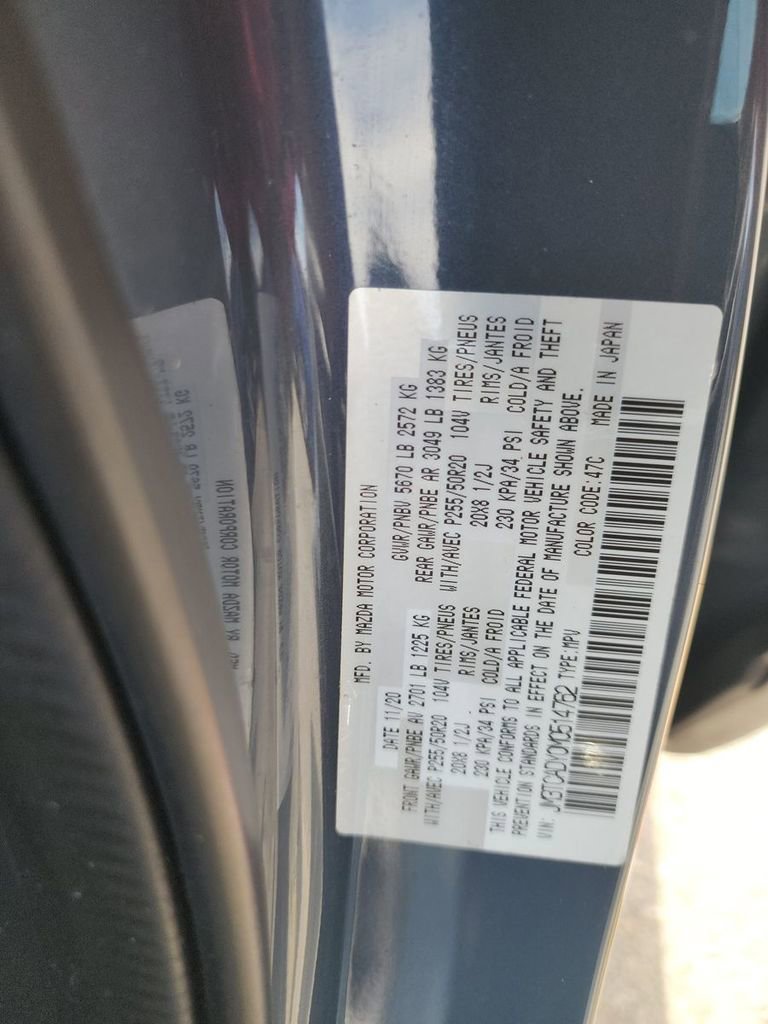 MFD. BY MAZDA MOTOR CORPORATION
DATE 11/20 GVWR/PNBV 5670 LB 2572 KG
FRONT GAWR/PNBE AV 2701 LB 1225 KG REAR GAWR/PNBE AR 3049 LB 1383 KG
WITH/AVEC P255/50R20 104V TIRES/PNEUS WITH/AVEC P255/50R20 104V TIRES/PNEUS
20X8 1/2J RIMS/JANTES 20X8 1/2J RIMS/JANTES
230 KPA/34 PSI COLD/A FROID 230 KPA/34 PSI COLD/A FROID
THIS VEHICLE CONFORMS TO ALL APPLICABLE FEDERAL MOTOR VEHICLE SAFETY AND THEFT
PREVENTION STANDARDS IN EFFECT ON THE DATE OF MANUFACTURE SHOWN ABOVE.
VIN: JM3TCADY0M0514782 TYPE:MPV COLOR CODE:47C MADE IN JAPAN